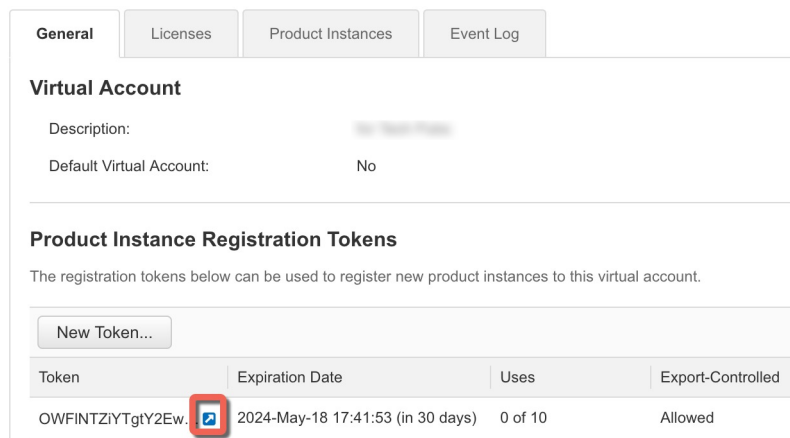 General Licenses Product Instances Event Log
Virtual Account
Description:
Default Virtual Account: No
Product Instance Registration Tokens
The registration tokens below can be used to register new product instances to this virtual account.
New Token...
Token Expiration Date Uses Export-Controlled
OWFlNTZiYTgtY2Ew... 2024-May-18 17:41:53 (in 30 days) 0 of 10 Allowed